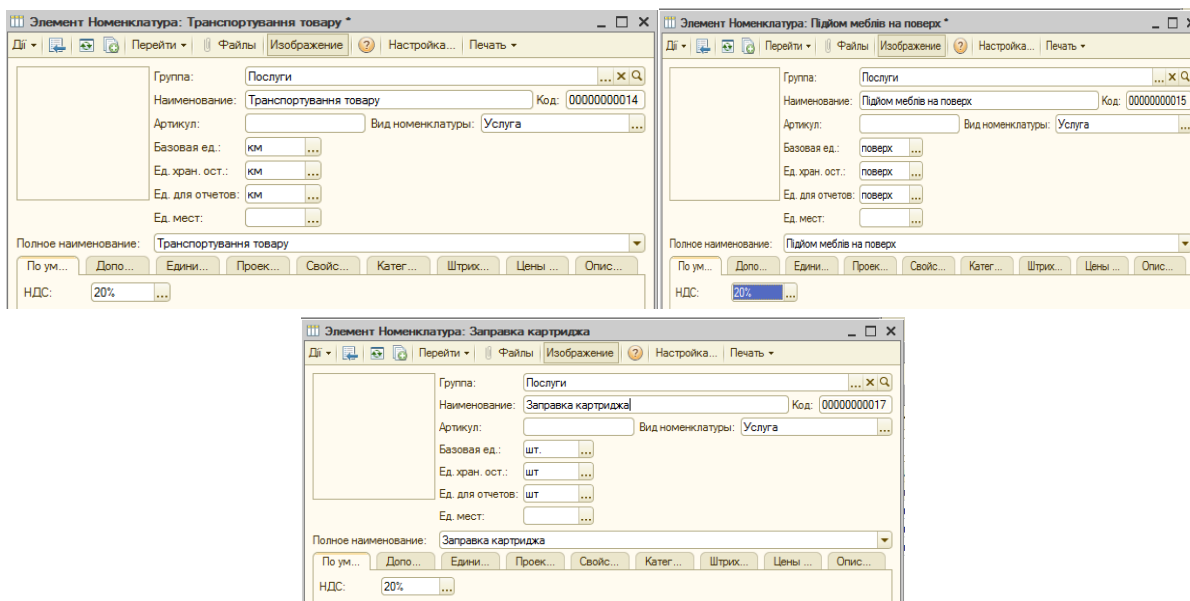 Элемент Номенклатура: Транспортування товару *
Дії Перейти Файлы Изображение ? Настройка... Печать
Группа: Послуги ...
Наименование: Транспортування товару Код: 00000000014
Артикул: Вид номенклатуры: Услуга ...
Базовая ед.: км ...
Ед. хран. ост.: км ...
Ед. для отчетов: км ...
Ед. мест: ...
Полное наименование: Транспортування товару
По ум... Допо... Едини... Проек... Свойс... Катег... Штрих... Цены ... Опис...
НДС: 20% ...
Элемент Номенклатура: Підйом меблів на поверх *
Дії Перейти Файлы Изображение ? Настройка... Печать
Группа: Послуги ...
Наименование: Підйом меблів на поверх Код: 00000000015
Артикул: Вид номенклатуры: Услуга ...
Базовая ед.: поверх ...
Ед. хран. ост.: поверх ...
Ед. для отчетов: поверх ...
Ед. мест: ...
Полное наименование: Підйом меблів на поверх
По ум... Допо... Едини... Проек... Свойс... Катег... Штрих... Цены ... Опис...
НДС: 20% ...
Элемент Номенклатура: Заправка картриджа
Дії Перейти Файлы Изображение ? Настройка... Печать
Группа: Послуги ...
Наименование: Заправка картриджа Код: 00000000017
Артикул: Вид номенклатуры: Услуга ...
Базовая ед.: шт. ...
Ед. хран. ост.: шт ...
Ед. для отчетов: шт ...
Ед. мест: ...
Полное наименование: Заправка картриджа
По ум... Допо... Едини... Проек... Свойс... Катег... Штрих... Цены ... Опис...
НДС: 20% ...